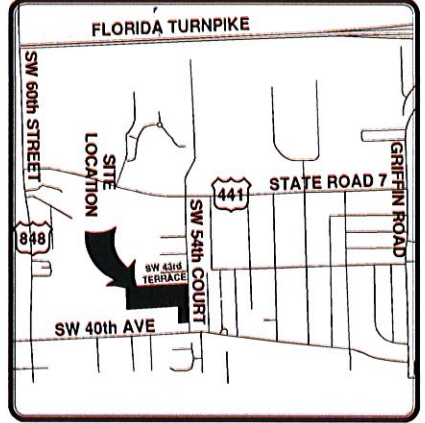 FLORIDA TURNPIKE
SW 60th STREET
SITE
LOCATION
441
STATE ROAD 7
GRIFFIN ROAD
848
SW 43rd
TERRACE
SW 54th COURT
SW 40th AVE